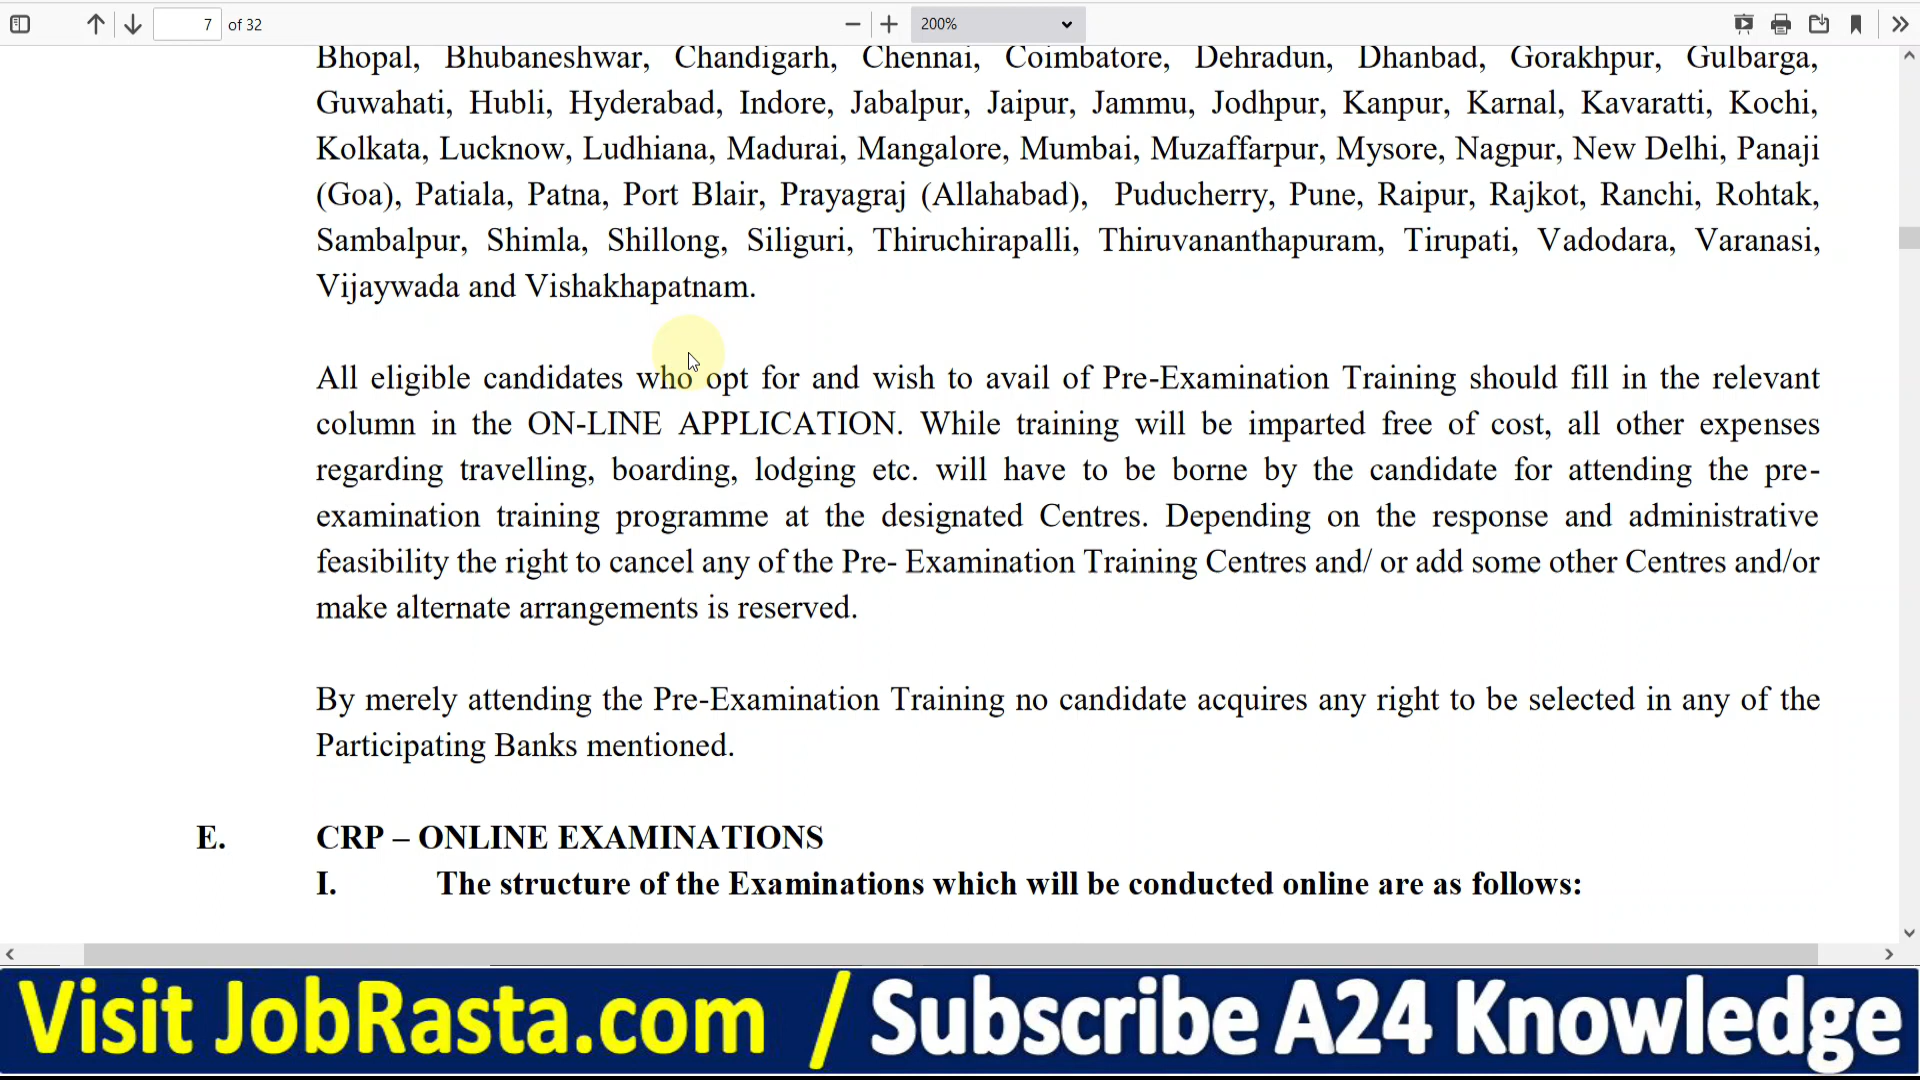 7 of 32
200%
Bhopal, Bhubaneshwar, Chandigarh, Chennai, Coimbatore, Dehradun, Dhanbad, Gorakhpur, Gulbarga,
Guwahati, Hubli, Hyderabad, Indore, Jabalpur, Jaipur, Jammu, Jodhpur, Kanpur, Karnal, Kavaratti, Kochi,
Kolkata, Lucknow, Ludhiana, Madurai, Mangalore, Mumbai, Muzaffarpur, Mysore, Nagpur, New Delhi, Panaji
(Goa), Patiala, Patna, Port Blair, Prayagraj (Allahabad), Puducherry, Pune, Raipur, Rajkot, Ranchi, Rohtak,
Sambalpur, Shimla, Shillong, Siliguri, Thiruchirapalli, Thiruvananthapuram, Tirupati, Vadodara, Varanasi,
Vijaywada and Vishakhapatnam.
All eligible candidates who opt for and wish to avail of Pre-Examination Training should fill in the relevant
column in the ON-LINE APPLICATION. While training will be imparted free of cost, all other expenses
regarding travelling, boarding, lodging etc. will have to be borne by the candidate for attending the pre-
examination training programme at the designated Centres. Depending on the response and administrative
feasibility the right to cancel any of the Pre- Examination Training Centres and/ or add some other Centres and/or
make alternate arrangements is reserved.
By merely attending the Pre-Examination Training no candidate acquires any right to be selected in any of the
Participating Banks mentioned.
E. CRP – ONLINE EXAMINATIONS
I. The structure of the Examinations which will be conducted online are as follows:
Visit JobRasta.com / Subscribe A24 Knowledge